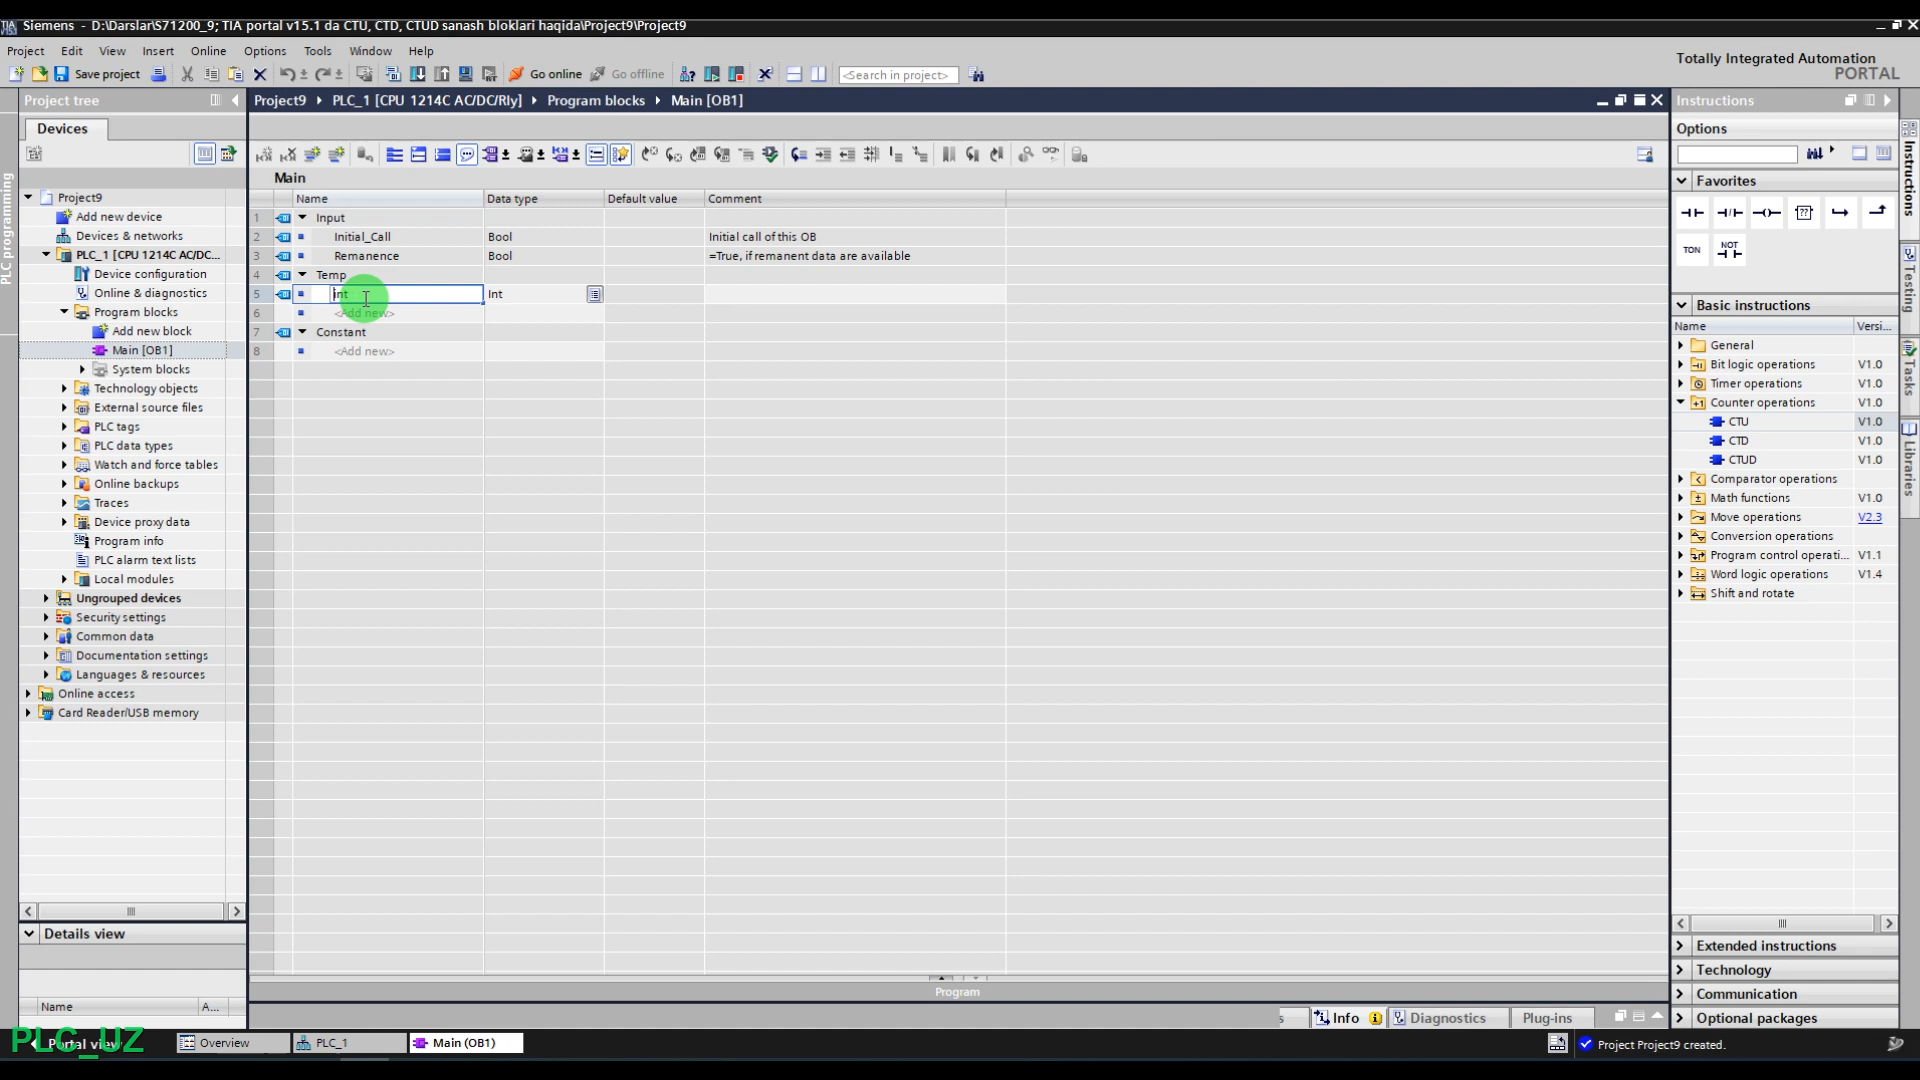 Siemens - D:\Darslar\S71200_9; TIA portal v15.1 da CTU, CTD, CTUD sanash bloklari haqida\Project9\Project9
Project Edit View Insert Online Options Tools Window Help
Totally Integrated Automation
PORTAL
Save project
Go online
Go offline
<Search in project>
Project tree
Project9 PLC_1 [CPU 1214C AC/DC/Rly] Program blocks Main [OB1]
Instructions
Devices
Options
Main
Name Data type Default value Comment
1 Input
2 Initial_Call Bool Initial call of this OB
3 Remanence Bool =True, if remanent data are available
4 Temp
5 int Int
6 <Add new>
7 Constant
8 <Add new>
PLC programming
Project9
Add new device
Devices & networks
PLC_1 [CPU 1214C AC/DC...
Device configuration
Online & diagnostics
Program blocks
Add new block
Main [OB1]
System blocks
Technology objects
External source files
PLC tags
PLC data types
Watch and force tables
Online backups
Traces
Device proxy data
Program info
PLC alarm text lists
Local modules
Ungrouped devices
Security settings
Common data
Documentation settings
Languages & resources
Online access
Card Reader/USB memory
Details view
Name A...
Favorites
??
TON
NOT
Basic instructions
Name Versi...
General
Bit logic operations V1.0
Timer operations V1.0
Counter operations V1.0
CTU V1.0
CTD V1.0
CTUD V1.0
Comparator operations
Math functions V1.0
Move operations V2.3
Conversion operations
Program control operati... V1.1
Word logic operations V1.4
Shift and rotate
Extended instructions
Technology
Communication
Optional packages
Instructions
Testing
Tasks
Libraries
Program
Info
Diagnostics
Plug-ins
PLC_UZ
Portal view
Overview
PLC_1
Main (OB1)
Project Project9 created.